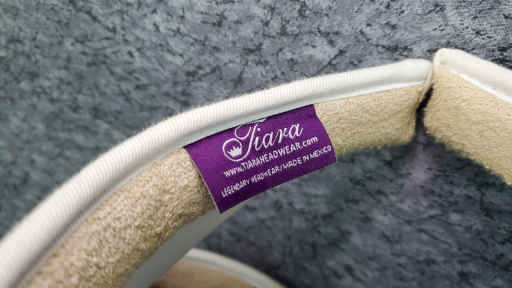 Tiara
www.TIARAHEADWEAR.com
LEGENDARY HEADWEAR/MADE IN MEXICO